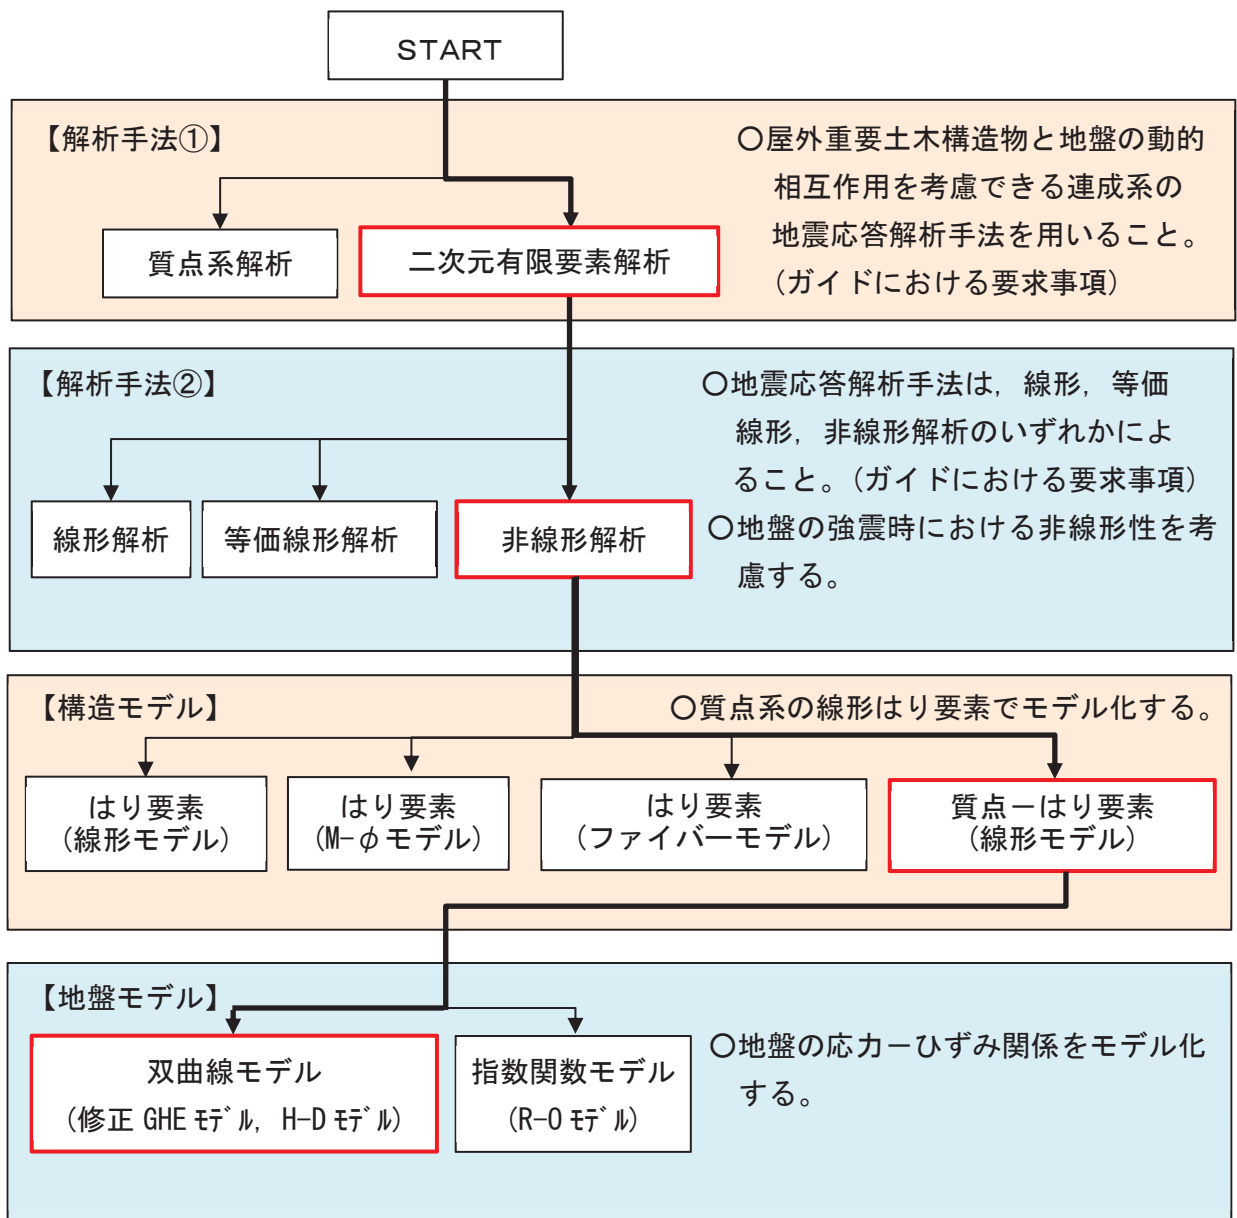 START
【解析手法①】
○屋外重要土木構造物と地盤の動的
相互作用を考慮できる連成系の
地震応答解析手法を用いること。
(ガイドにおける要求事項)
質点系解析
二次元有限要素解析
【解析手法②】
○地震応答解析手法は，線形，等価
線形，非線形解析のいずれかによ
ること。(ガイドにおける要求事項)
○地盤の強震時における非線形性を考
慮する。
線形解析
等価線形解析
非線形解析
【構造モデル】
○質点系の線形はり要素でモデル化する。
はり要素
(線形モデル)
はり要素
(M-φモデル)
はり要素
(ファイバーモデル)
質点－はり要素
(線形モデル)
【地盤モデル】
双曲線モデル
(修正 GHE ﾓﾃﾞﾙ，H-D ﾓﾃﾞﾙ)
指数関数モデル
(R-O ﾓﾃﾞﾙ)
○地盤の応力－ひずみ関係をモデル化
する。